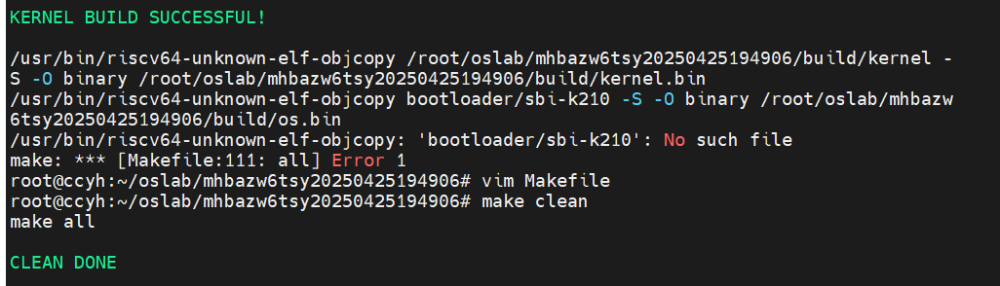 KERNEL BUILD SUCCESSFUL!
/usr/bin/riscv64-unknown-elf-objcopy /root/oslab/mhbazw6tsy20250425194906/build/kernel -
S -O binary /root/oslab/mhbazw6tsy20250425194906/build/kernel.bin
/usr/bin/riscv64-unknown-elf-objcopy bootloader/sbi-k210 -S -O binary /root/oslab/mhbazw
6tsy20250425194906/build/os.bin
/usr/bin/riscv64-unknown-elf-objcopy: 'bootloader/sbi-k210': No such file
make: *** [Makefile:111: all] Error 1
root@ccyh:~/oslab/mhbazw6tsy20250425194906# vim Makefile
root@ccyh:~/oslab/mhbazw6tsy20250425194906# make clean
make all
CLEAN DONE